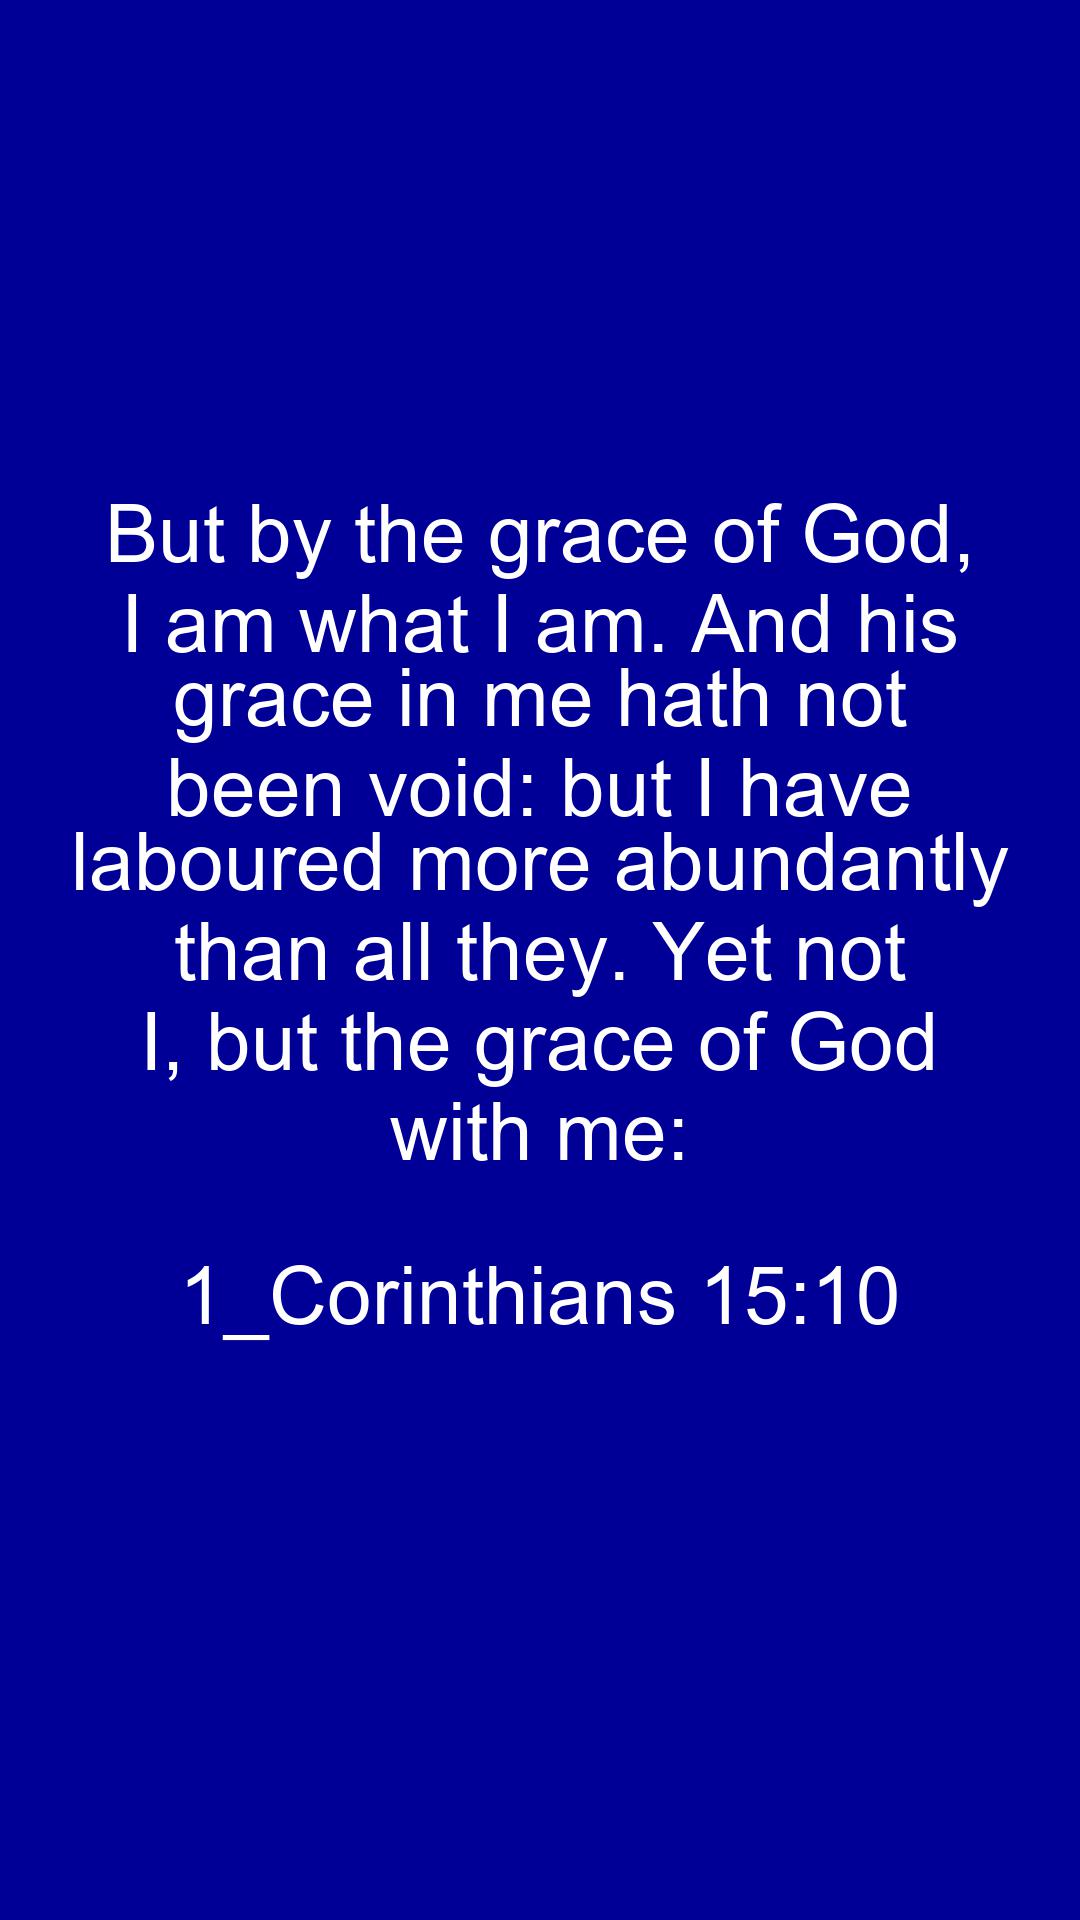 But by the grace of God,
I am what I am. And his
grace in me hath not
been void: but I have
laboured more abundantly
than all they. Yet not
I, but the grace of God
with me:
1_Corinthians 15:10